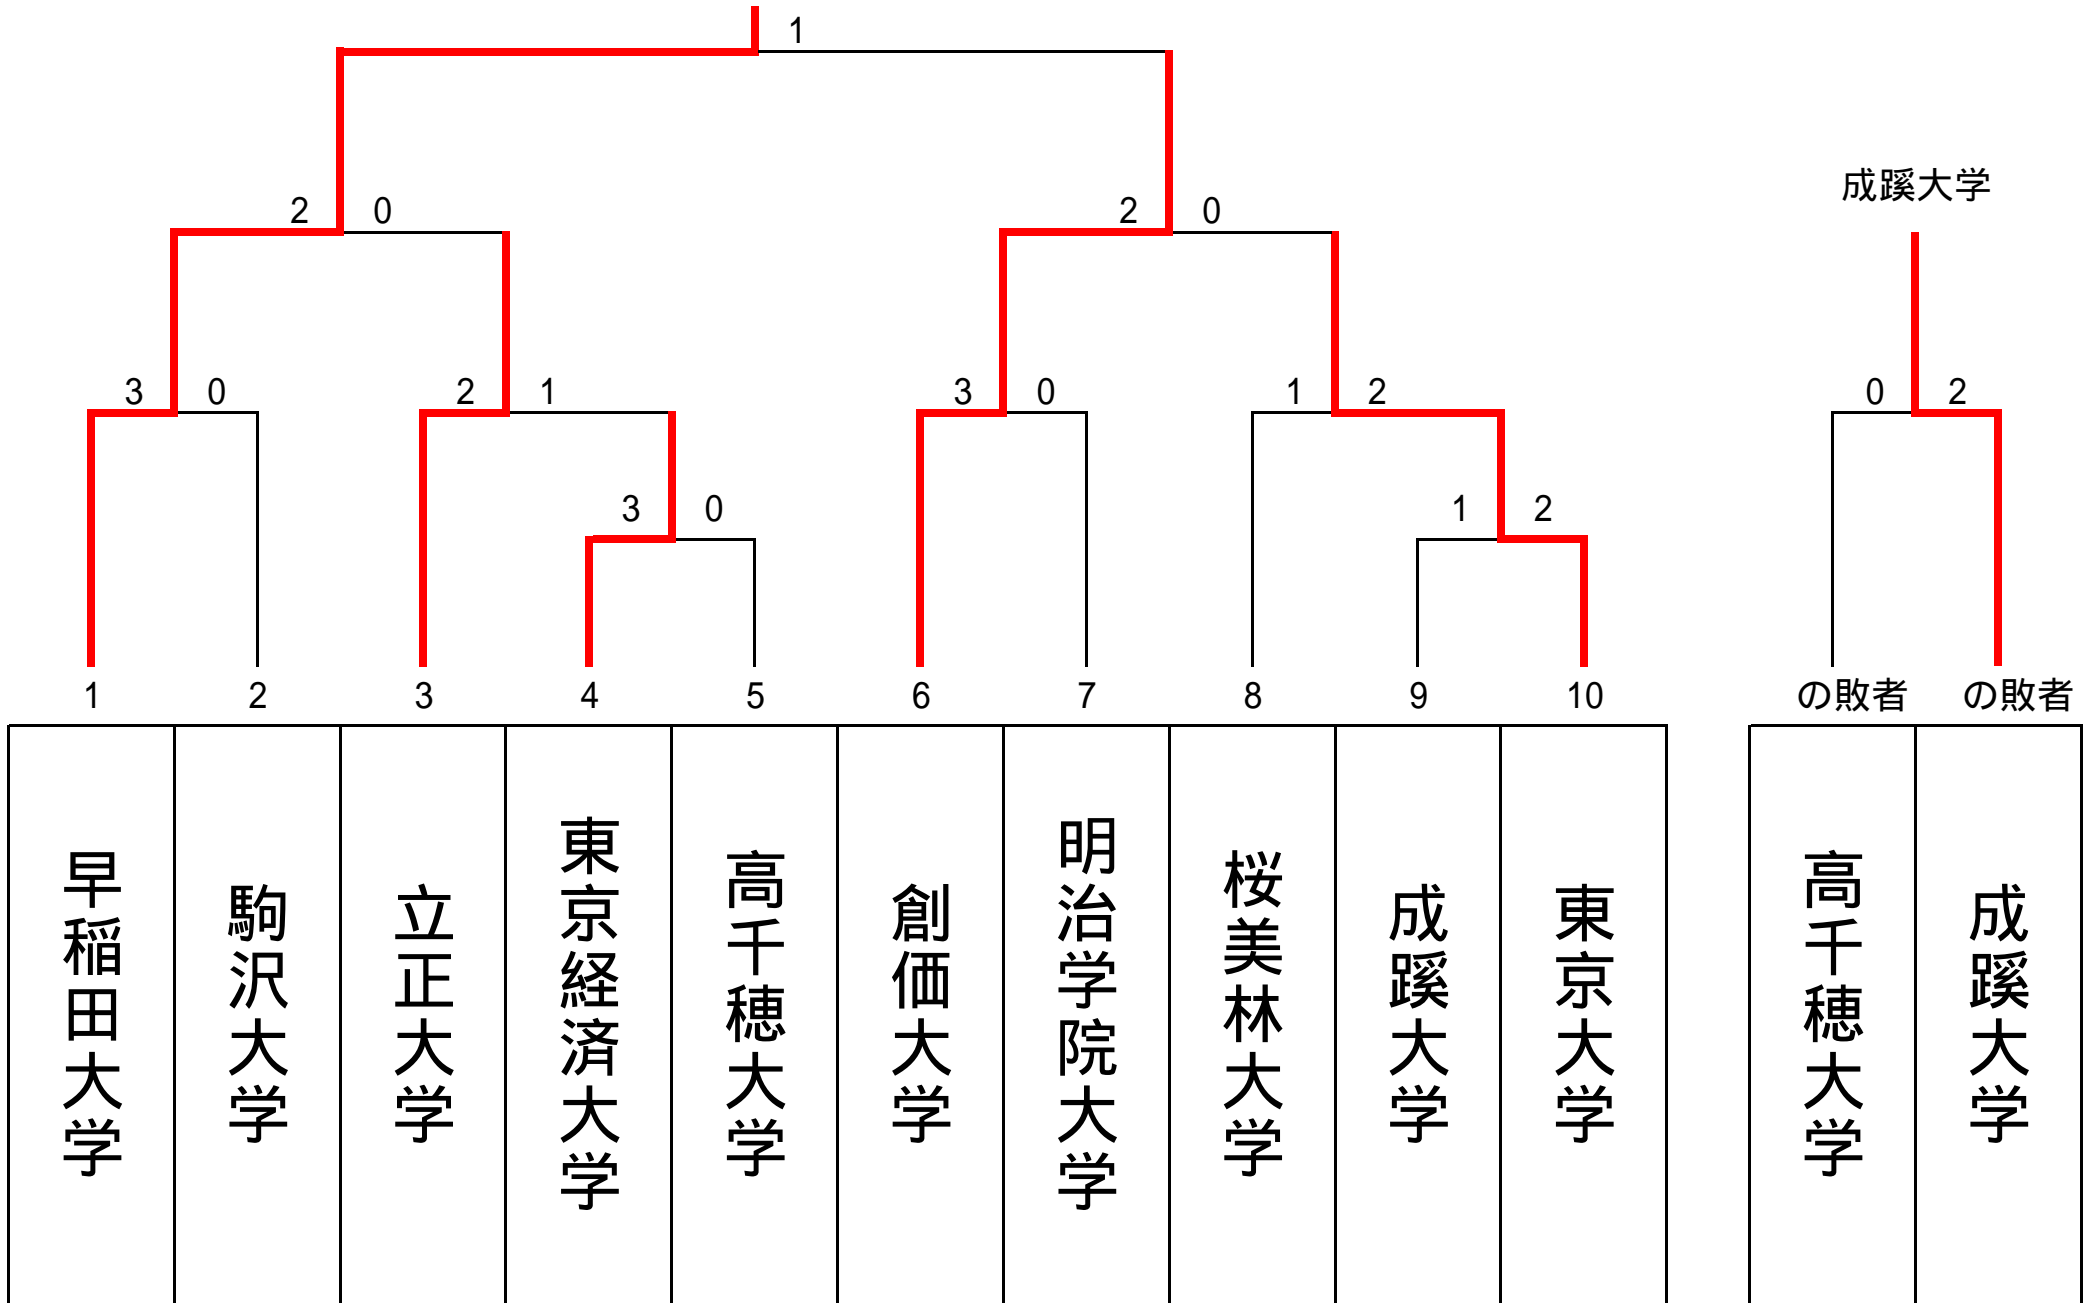 1
2 0
2 0
成蹊大学
3 0
2 1
3 0
1 2
0 2
3 0
1 2
1 2 3 4 5 6 7 8 9 10
の敗者 の敗者
早稲田大学
駒沢大学
立正大学
東京経済大学
高千穂大学
創価大学
明治学院大学
桜美林大学
成蹊大学
東京大学
高千穂大学
成蹊大学